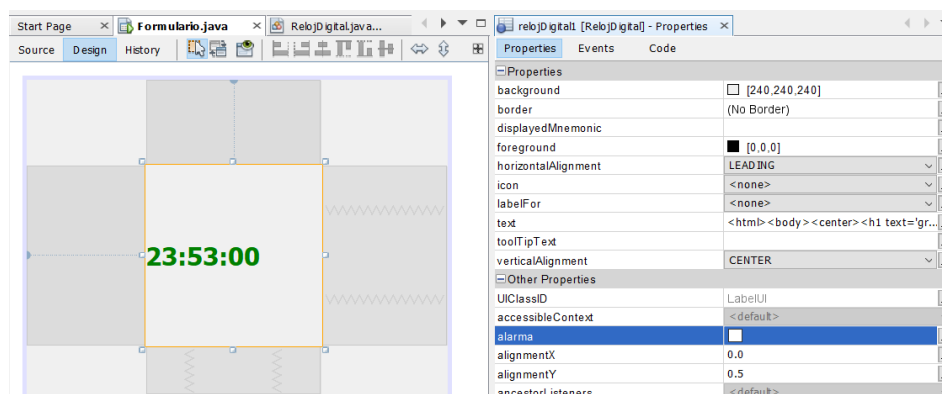 Start Page
Formulario.java
RelojDigital.java...
relojDigital1 [RelojDigital] - Properties
Source Design History
Properties Events Code
Properties
background [240,240,240]
border (No Border)
displayedMnemonic
foreground [0,0,0]
horizontalAlignment LEADING
icon <none>
labelFor <none>
text <html><body><center><h1 text='gr...
toolTipText
verticalAlignment CENTER
Other Properties
UIClassID LabelUI
accessibleContext <default>
alarma
alignmentX 0.0
alignmentY 0.5
ancestorListeners <default>
23:53:00